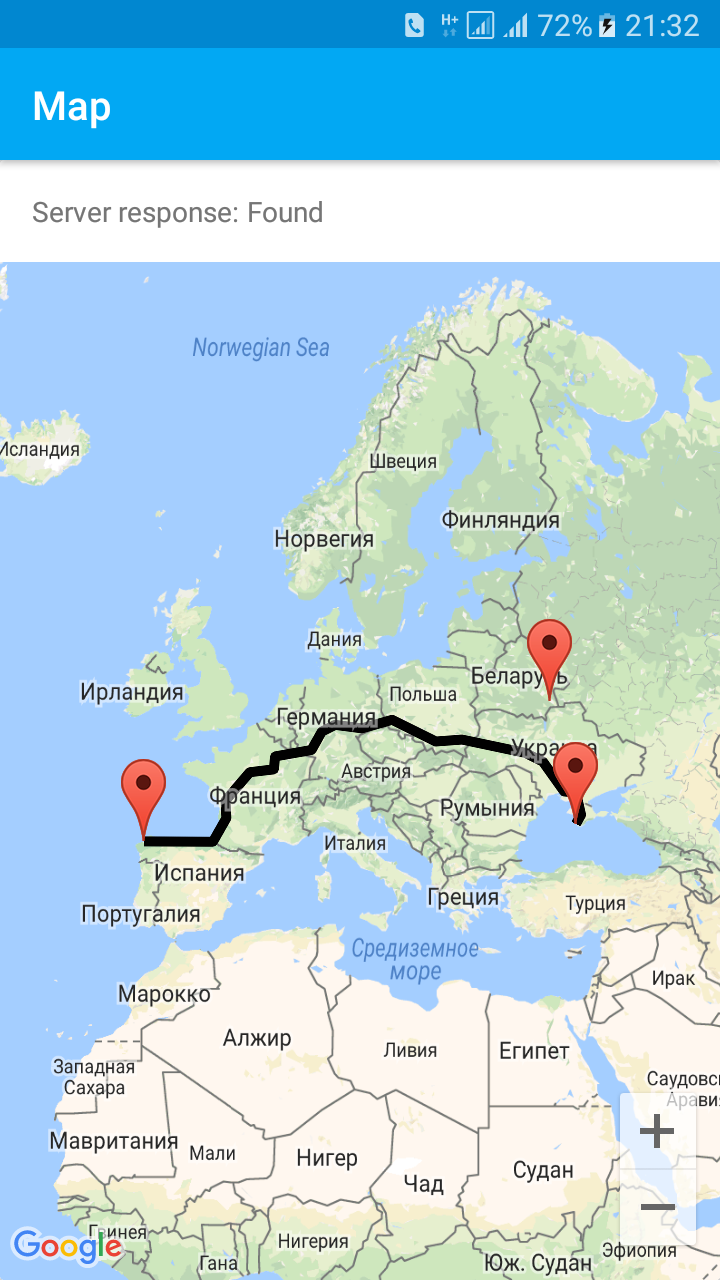 H+ 72% 21:32
Map
Server response: Found
Norwegian Sea
Исландия
Швеция
Финляндия
Норвегия
Дания
Беларусь
Ирландия
Польша
Германия
Украина
Австрия
Франция
Румыния
Италия
Испания
Греция
Португалия
Турция
Средиземное
море
Ирак
Марокко
Алжир
Ливия
Египет
Западная
Сахара
Саудовс
Арави
Мавритания
Мали
Нигер
Чад
Судан
Гвинея
Google
Нигерия
Эфиопия
Гана
Юж. Судан